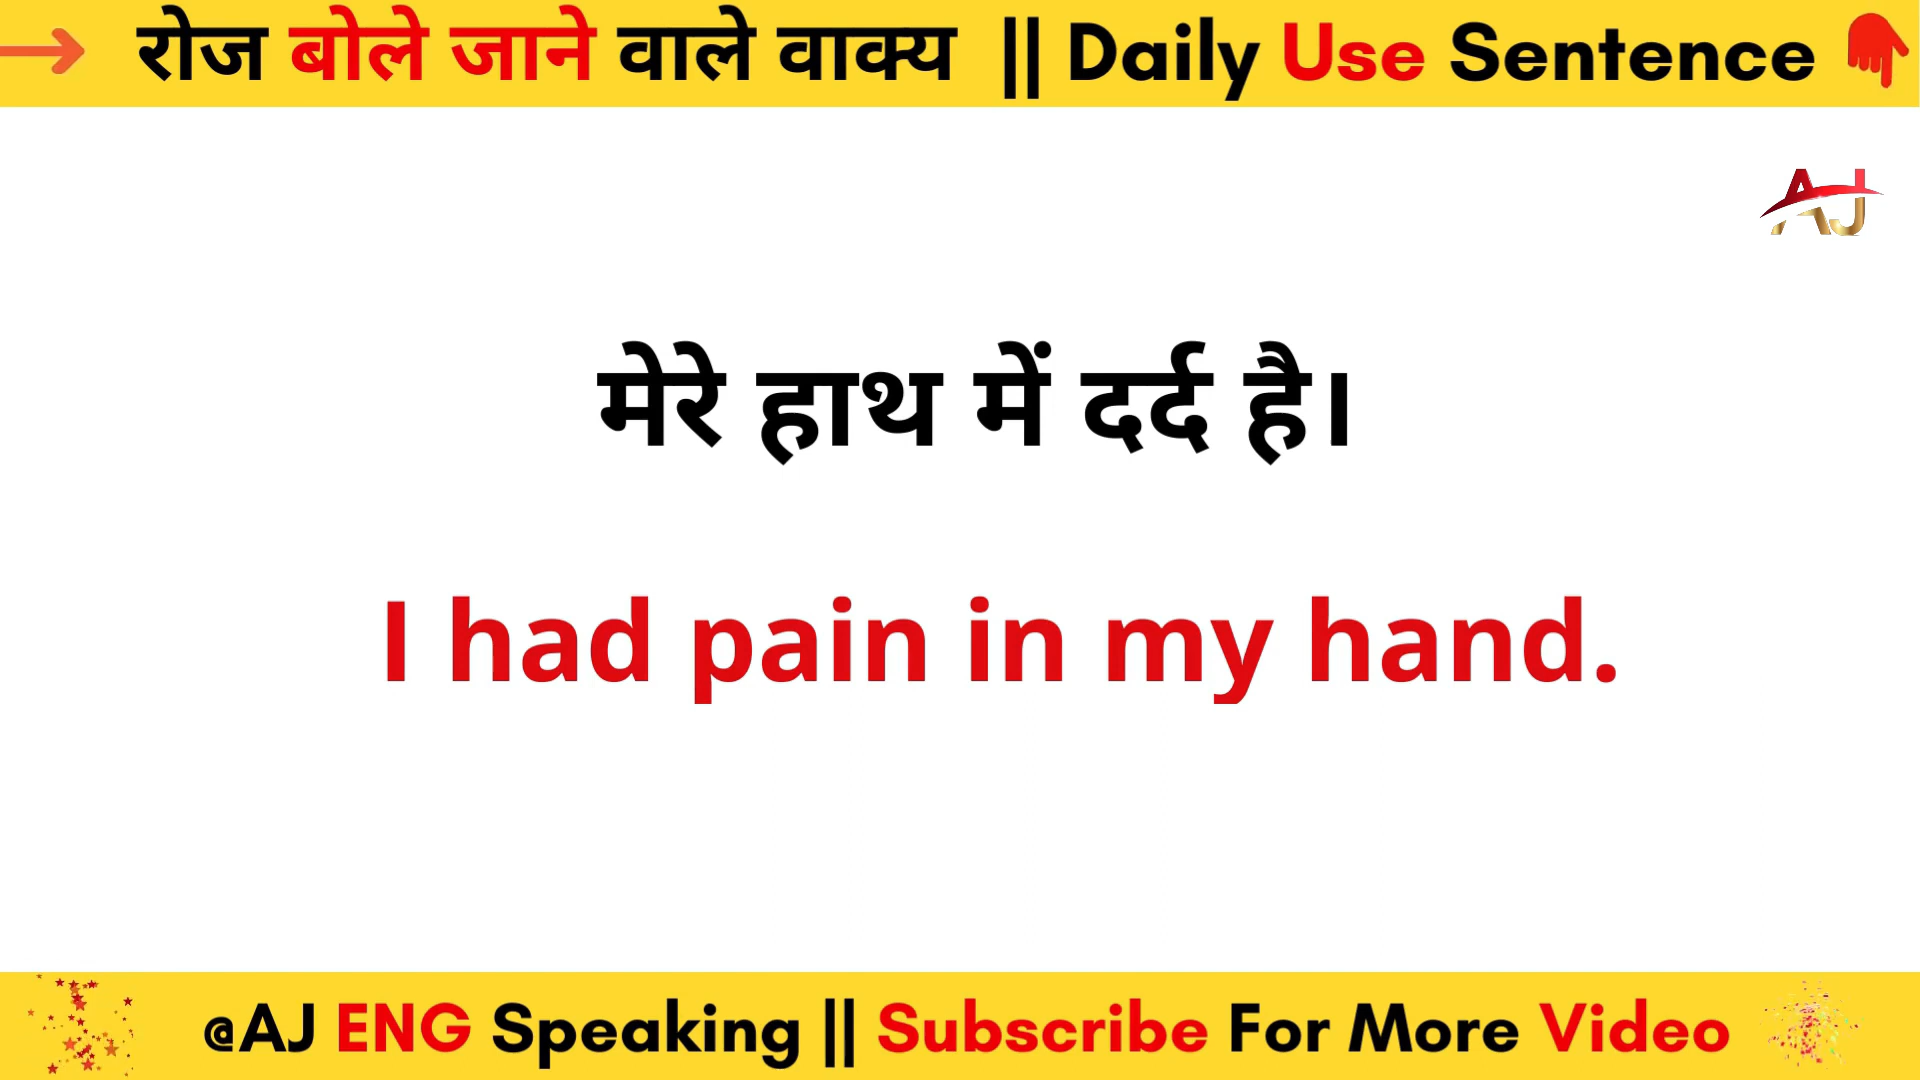 रोज बोले जाने वाले वाक्य || Daily Use Sentence
AJ
मेरे हाथ में दर्द है।
I had pain in my hand.
@AJ ENG Speaking || Subscribe For More Video